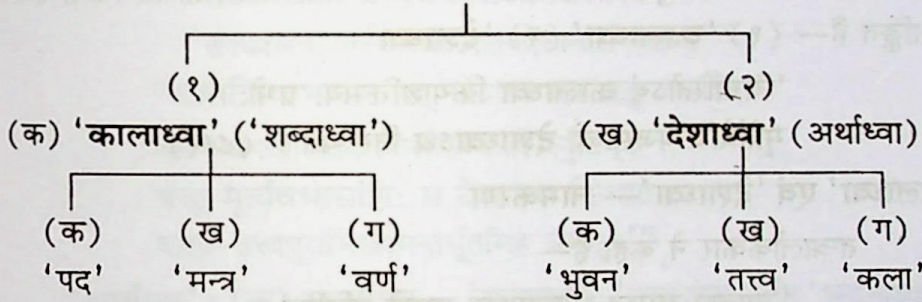 (१) (२)
(क) 'कालाध्वा' ('शब्दाध्वा') (ख) 'देशाध्वा' (अर्थाध्वा)
(क) (ख) (ग) (क) (ख) (ग)
'पद' 'मन्त्र' 'वर्ण' 'भुवन' 'तत्त्व' 'कला'